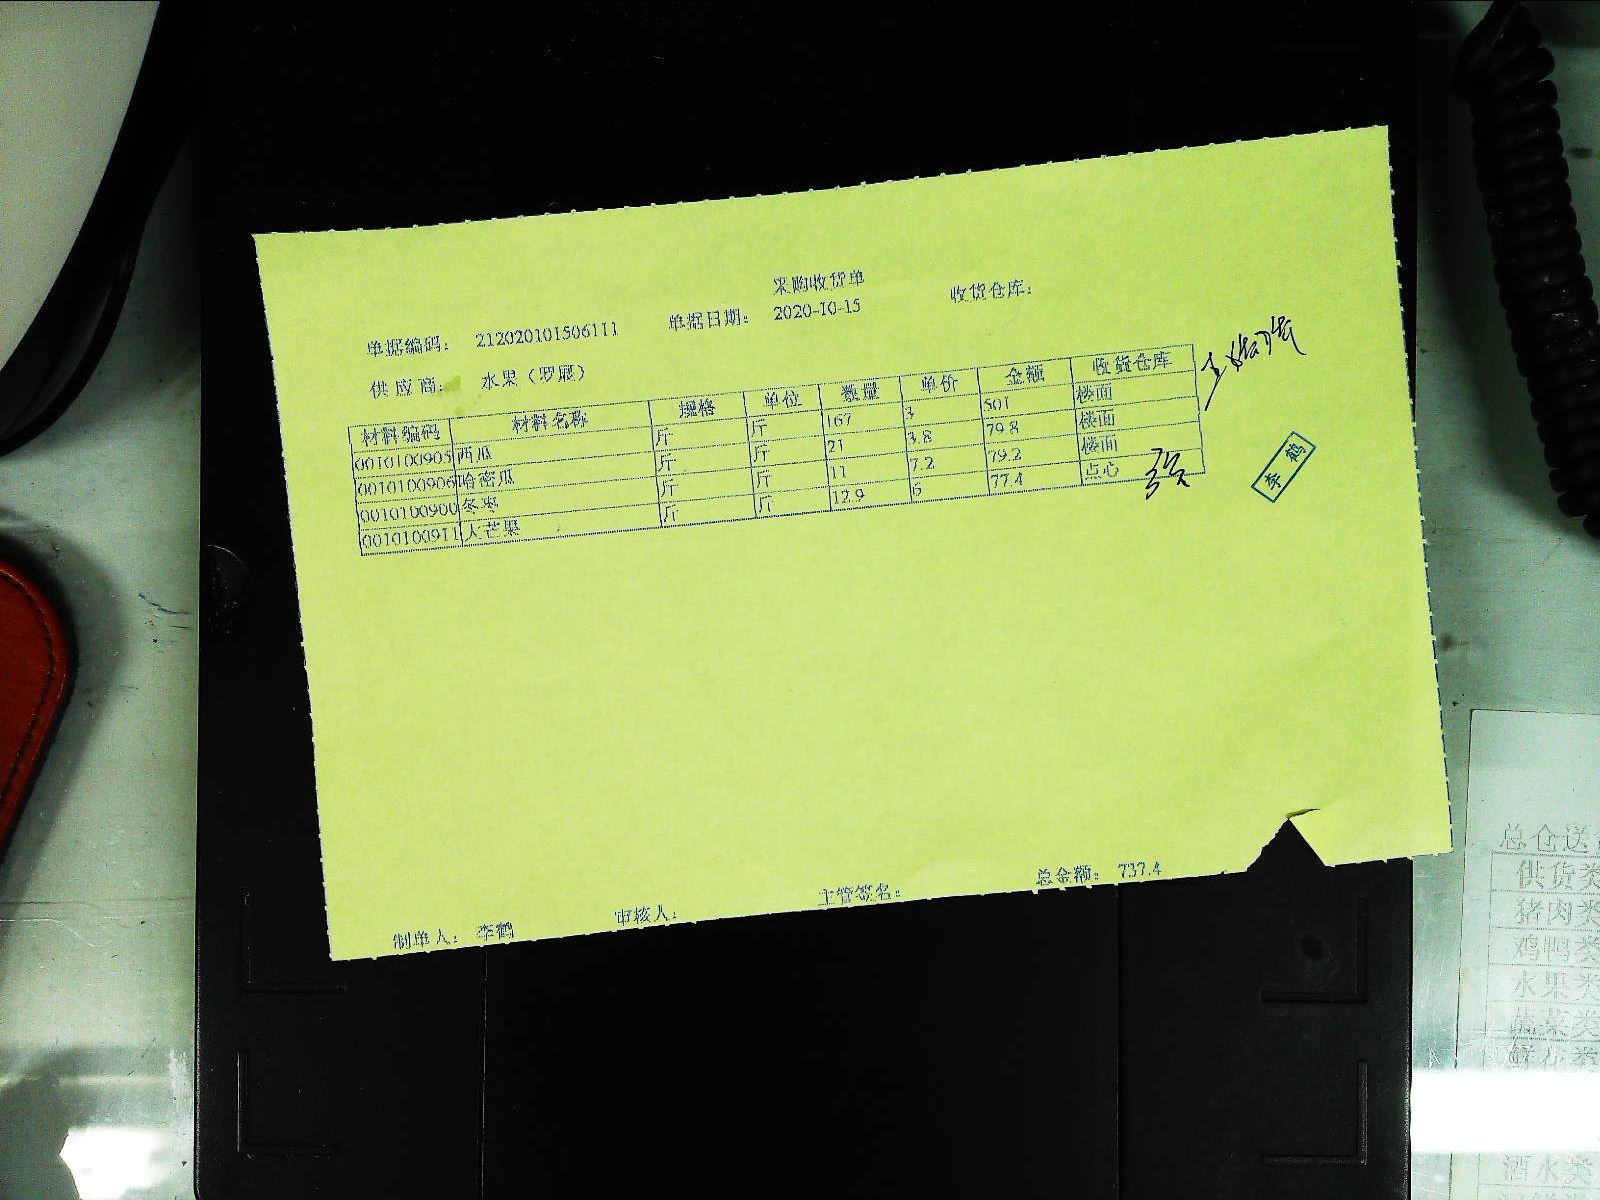 采购收货单
单据编码： 212020101506111 单据日期： 2020-10-15 收货仓库：
供应商： 水果（罗展）
材料编码 材料名称 规格 单位 数量 单价 金额 收货仓库
0010100905 西瓜 斤 斤 167 3 501 楼面
0010100906 哈密瓜 斤 斤 21 3.8 79.8 楼面
0010100900 冬枣 斤 斤 11 7.2 79.2 楼面
0010100911 大芒果 斤 斤 12.9 6 77.4 点心
李鹤
制单人： 李鹤 审核人： 主管签名： 总金额： 737.4
总仓送
供货类
猪肉类
鸡鸭类
水果类
蔬菜类
酒水类